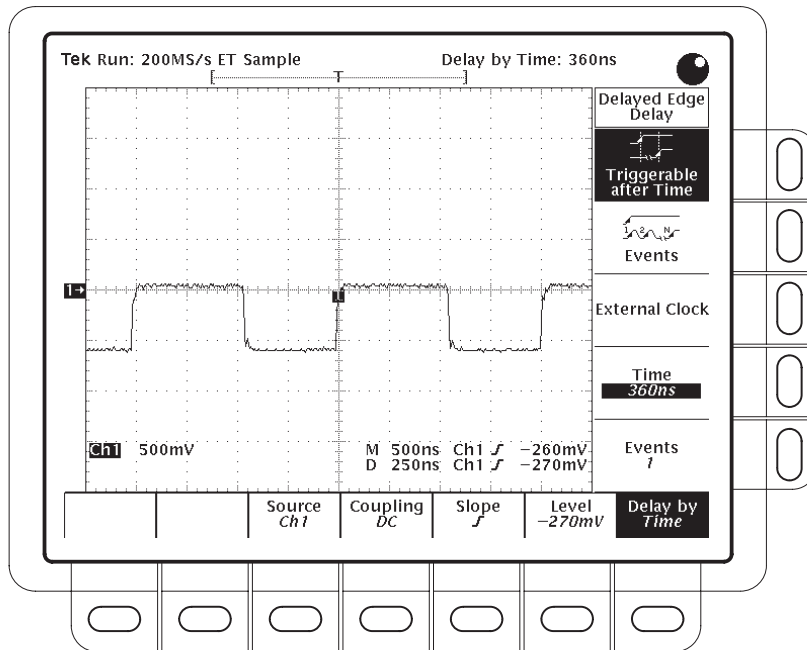 Tek Run: 200MS/s ET Sample
Delay by Time: 360ns
T
Delayed Edge
Delay
Triggerable
after Time
1 2 N
Events
External Clock
Time
360ns
Events
1
1→
T
Ch1 500mV
M 500ns Ch1 −260mV
D 250ns Ch1 −270mV
Source
Ch1
Coupling
DC
Slope
Level
−270mV
Delay by
Time